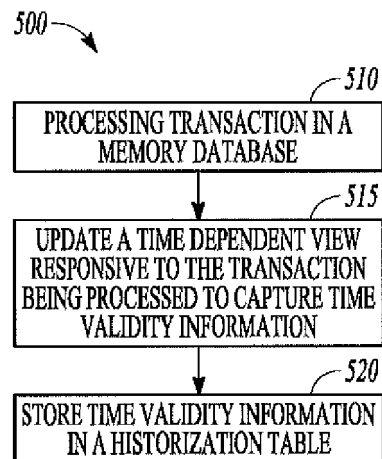 500
510
PROCESSING TRANSACTION IN A
MEMORY DATABASE
515
UPDATE A TIME DEPENDENT VIEW
RESPONSIVE TO THE TRANSACTION
BEING PROCESSED TO CAPTURE TIME
VALIDITY INFORMATION
520
STORE TIME VALIDITY INFORMATION
IN A HISTORIZATION TABLE